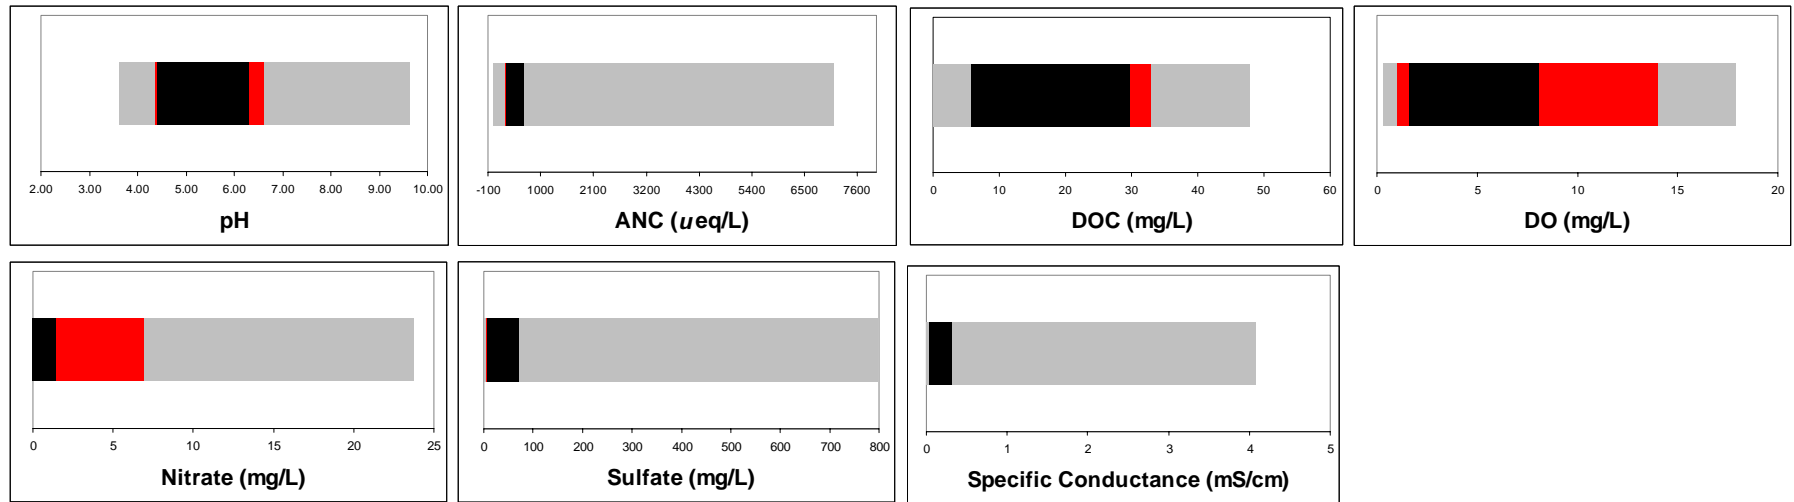 2.00 3.00 4.00 5.00 6.00 7.00 8.00 9.00 10.00
pH
-100 1000 2100 3200 4300 5400 6500 7600
ANC (ueq/L)
0 10 20 30 40 50 60
DOC (mg/L)
0 5 10 15 20
DO (mg/L)
0 5 10 15 20 25
Nitrate (mg/L)
0 100 200 300 400 500 600 700 800
Sulfate (mg/L)
0 1 2 3 4 5
Specific Conductance (mS/cm)